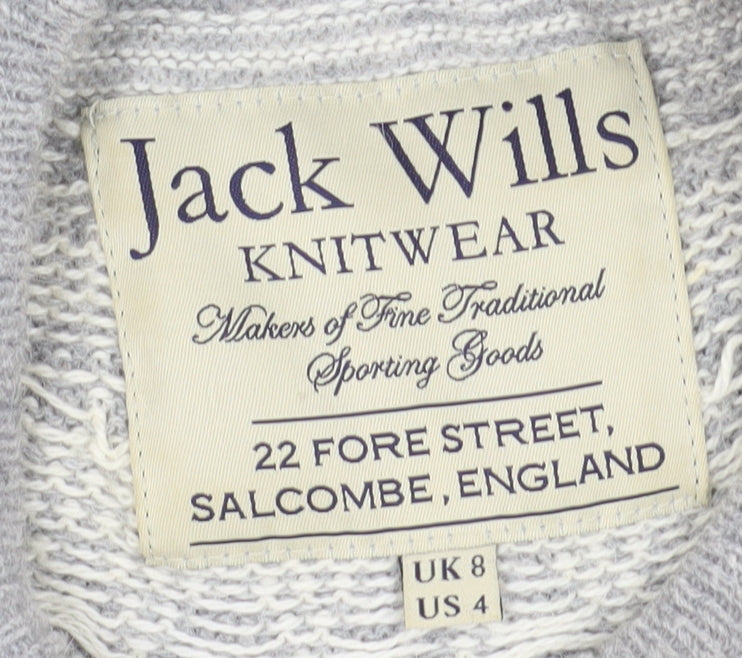 Jack Wills
KNITWEAR
Makers of Fine Traditional
Sporting Goods
22 FORE STREET,
SALCOMBE, ENGLAND
UK 8
US 4